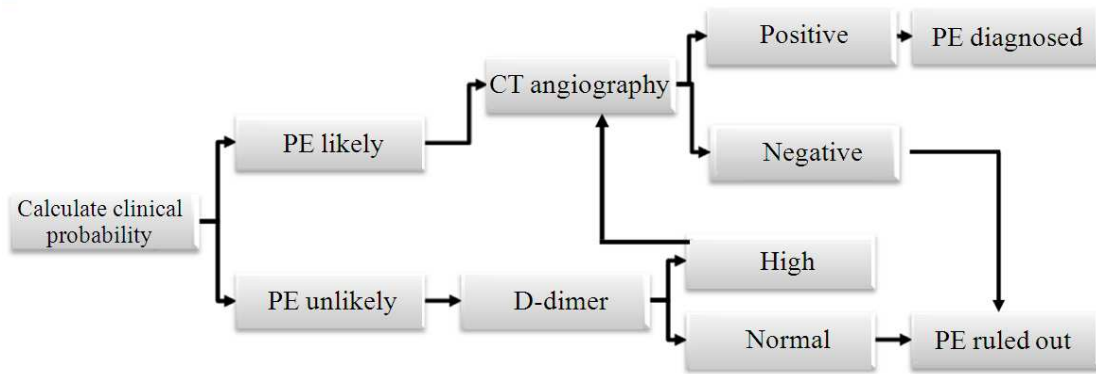 Positive
PE diagnosed
CT angiography
PE likely
Negative
Calculate clinical
probability
High
PE unlikely
D-dimer
Normal
PE ruled out